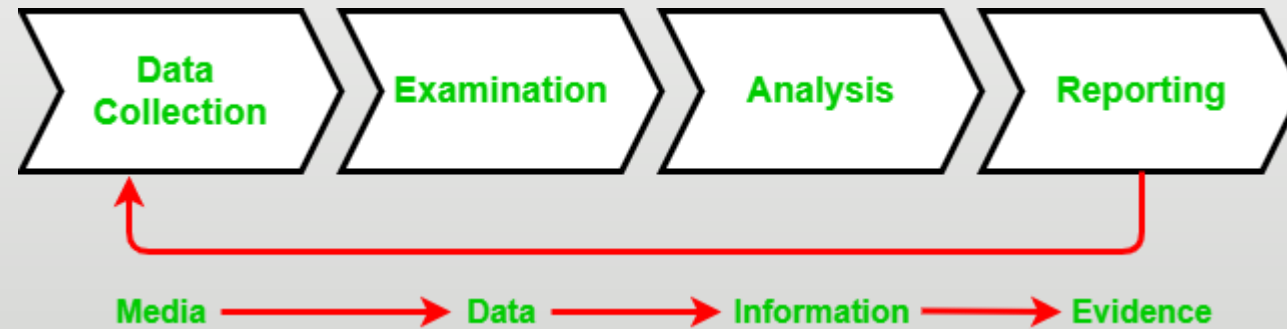 Data
Collection
Examination
Analysis
Reporting
Media
Data
Information
Evidence